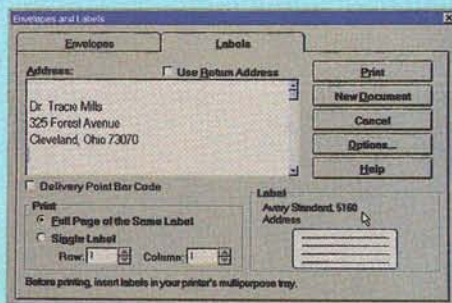 Envelopes and Labels
Envelopes Labels
Address: Use Return Address
Dr. Tracie Mills
325 Forest Avenue
Cleveland, Ohio 73070
Print
New Document
Cancel
Options...
Help
Delivery Point Bar Code
Print
Full Page of the Same Label
Single Label
Row: 1 Column: 1
Label
Avery Standard, 5160
Address
Before printing, insert labels in your printer's multipurpose tray.